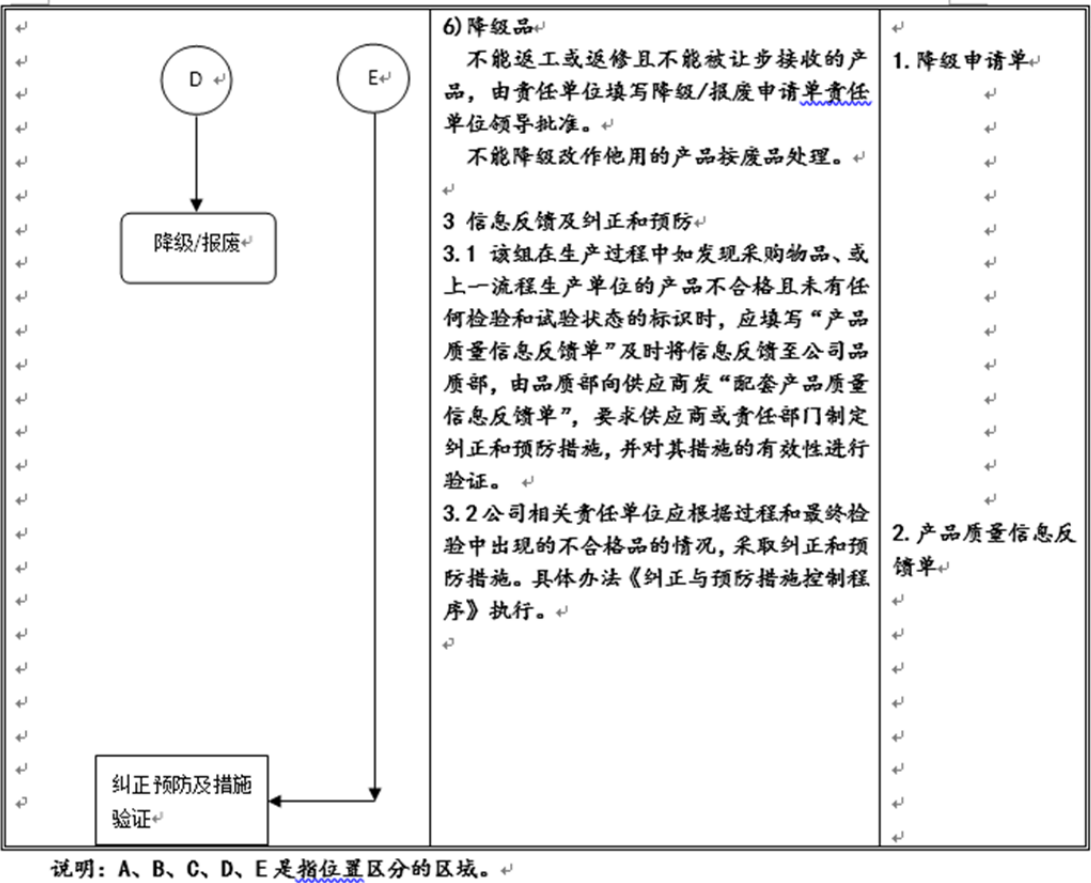 D
E
降级/报废
纠正预防及措施
验证
6)降级品
不能返工或返修且不能被让步接收的产
品，由责任单位填写降级/报废申请单责任
单位领导批准。
不能降级改作他用的产品按废品处理。
3 信息反馈及纠正和预防
3.1 该组在生产过程中如发现采购物品、或
上一流程生产单位的产品不合格且未有任
何检验和试验状态的标识时，应填写“产品
质量信息反馈单”及时将信息反馈至公司品
质部，由品质部向供应商发“配套产品质量
信息反馈单”，要求供应商或责任部门制定
纠正和预防措施，并对其措施的有效性进行
验证。
3.2公司相关责任单位应根据过程和最终检
验中出现的不合格品的情况，采取纠正和预
防措施。具体办法《纠正与预防措施控制程
序》执行。
1.降级申请单
2.产品质量信息反
馈单
说明：A、B、C、D、E是指位置区分的区域。